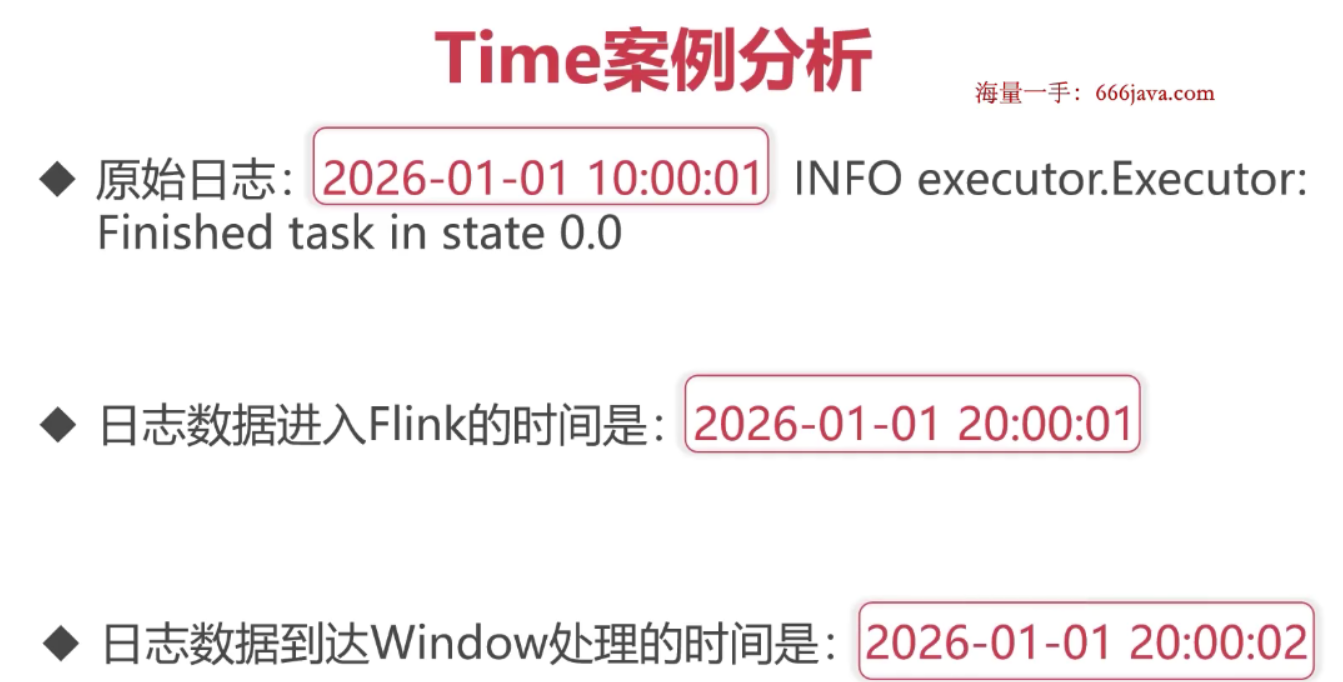 Time案例分析
海量一手：666java.com
◆ 原始日志：2026-01-01 10:00:01 INFO executor.Executor:
Finished task in state 0.0
◆ 日志数据进入Flink的时间是：2026-01-01 20:00:01
◆ 日志数据到达Window处理的时间是：2026-01-01 20:00:02